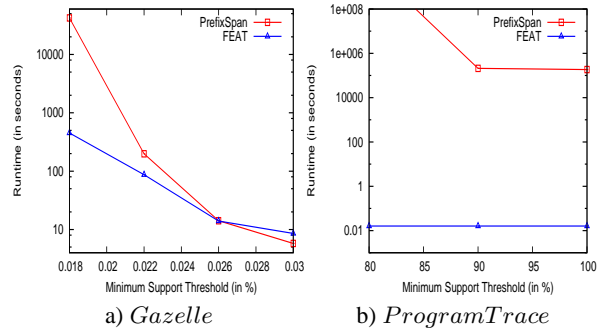 PrefixSpan
FEAT
10000
1000
100
10
Runtime (in seconds)
0.018 0.02 0.022 0.024 0.026 0.028 0.03
Minimum Support Threshold (in %)
a) Gazelle
PrefixSpan
FEAT
1e+008
1e+006
10000
100
1
0.01
Runtime (in seconds)
80 85 90 95 100
Minimum Support Threshold (in %)
b) ProgramTrace